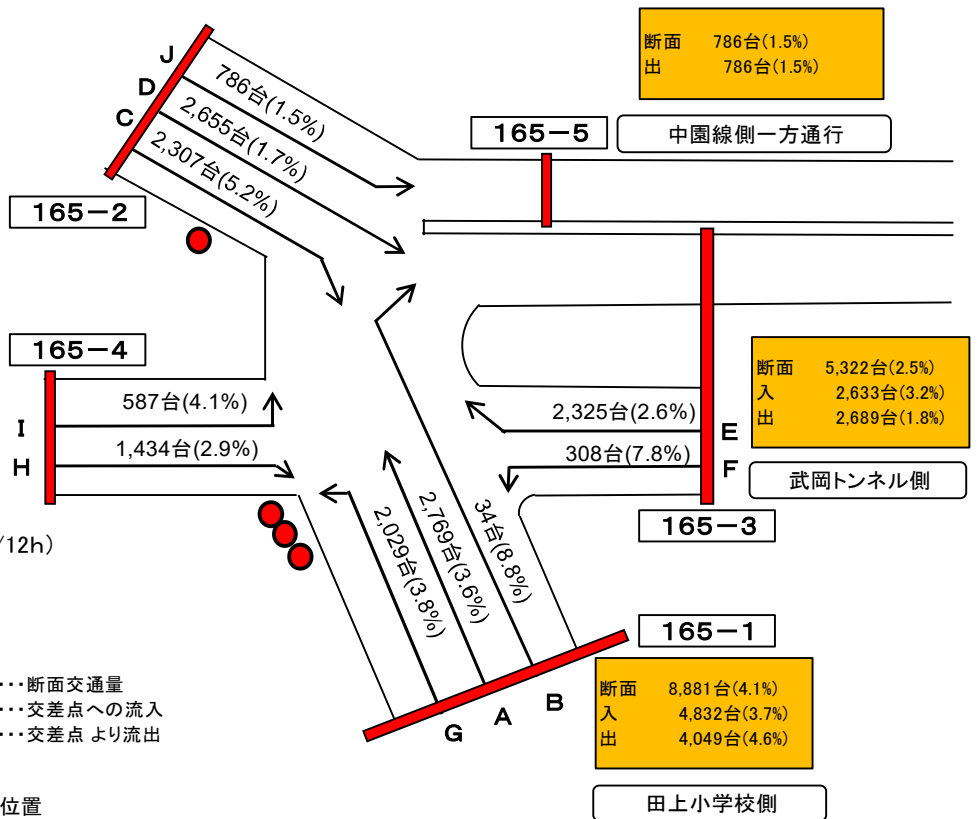 断面 786台(1.5%)
出 786台(1.5%)
165-5
中園線側一方通行
J
D
C
786台(1.5%)
2,655台(1.7%)
2,307台(5.2%)
165-2
165-4
587台(4.1%)
I
H
1,434台(2.9%)
断面 5,322台(2.5%)
入 2,633台(3.2%)
出 2,689台(1.8%)
2,325台(2.6%)
E
308台(7.8%)
F
武岡トンネル側
165-3
/12h)
2,029台(3.8%)
2,769台(3.6%)
34台(8.8%)
165-1
G
A
B
断面 8,881台(4.1%)
入 4,832台(3.7%)
出 4,049台(4.6%)
田上小学校側
・・・断面交通量
・・・交差点への流入
・・・交差点 より流出
位置